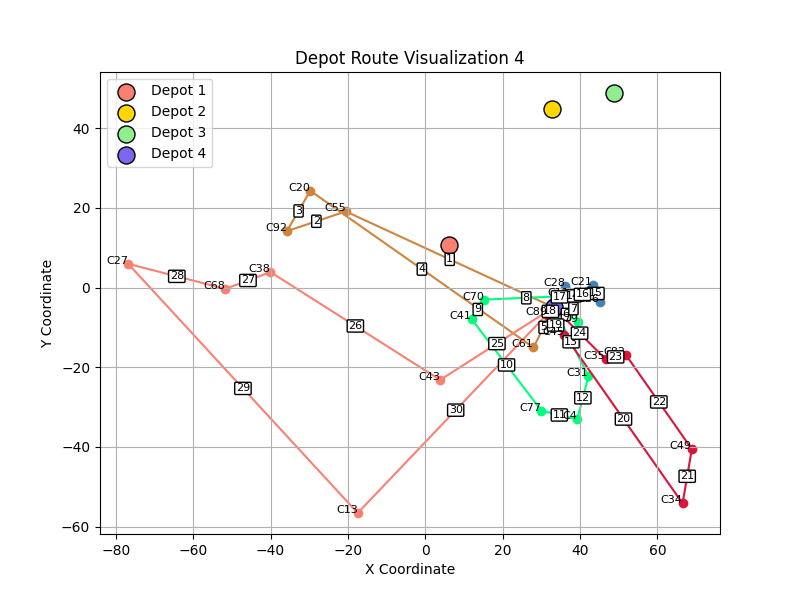 Depot Route Visualization 4
Depot 1
Depot 2
Depot 3
Depot 4
Y Coordinate
40
20
0
−20
−40
−60
−80
−60
−40
−20
0
20
40
60
X Coordinate
C20
C55
C92
3
2
1
4
C27
28
C68
27
C38
26
29
C43
25
C13
30
C70
8
9
C41
10
C61
C28
C21
17
16
15
18
19
24
13
C35
23
C31
12
C77
11
C4
22
20
C49
21
C34